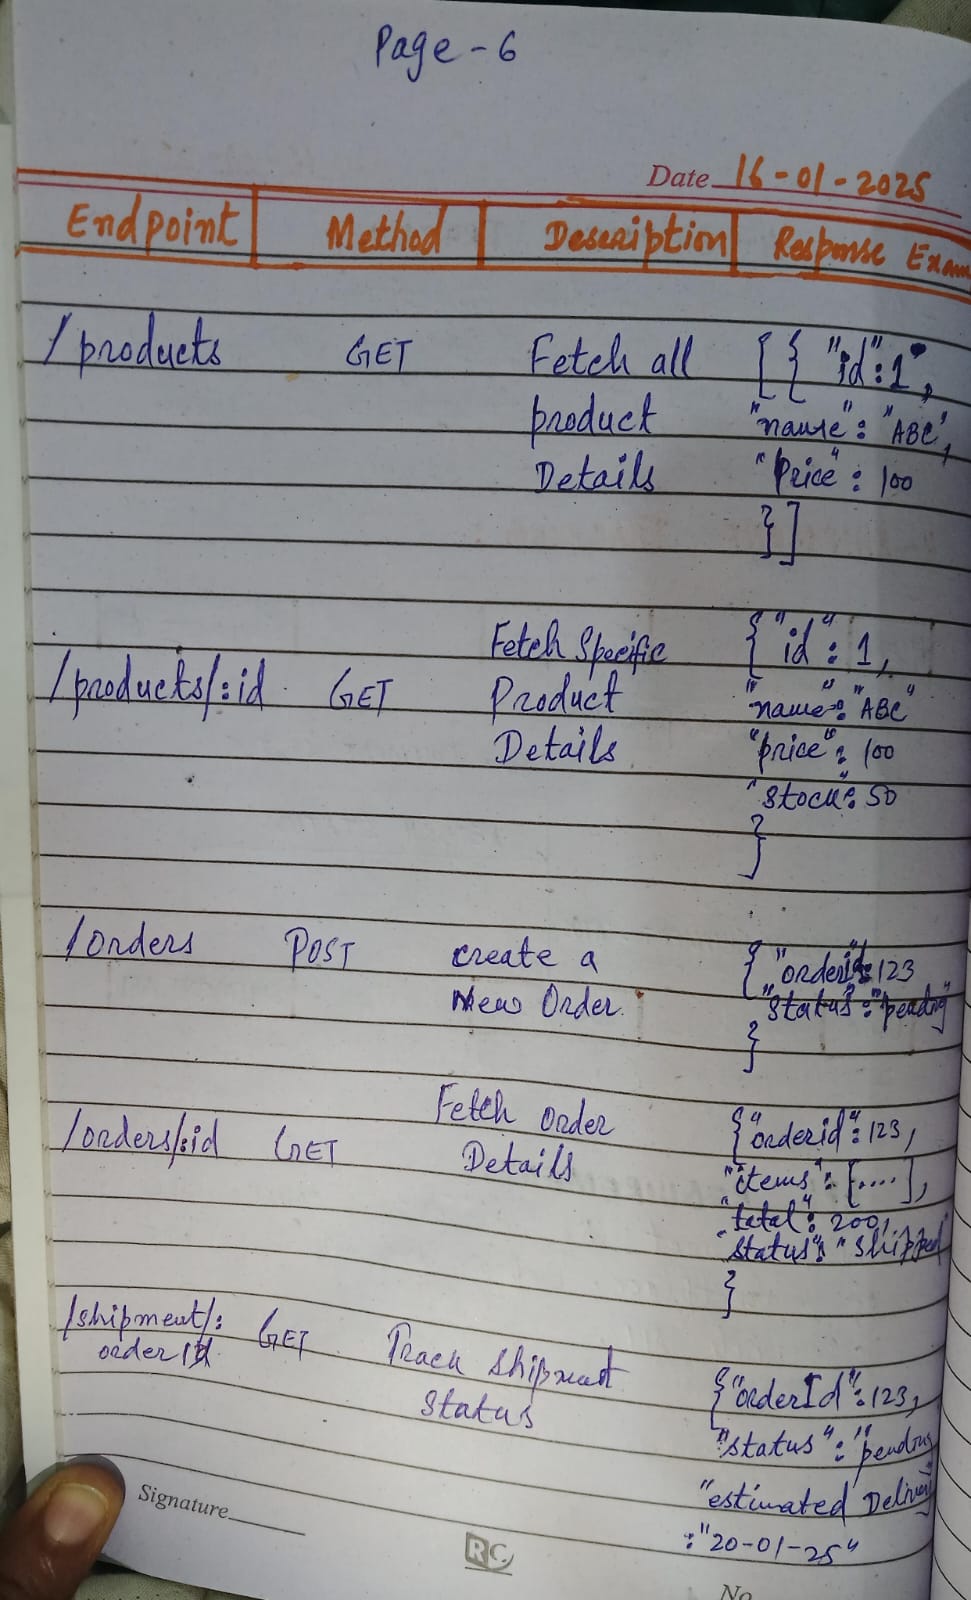 Page - 6
Date 16-01-2025
Endpoint Method Description Response Exam
/products GET Fetch all [ { "id":1",
product "name": "ABC",
Details "Price": 100
} ]
Fetch Specific { "id": 1,
/products/:id GET Product "name": "ABC"
Details "price": 100
"stock": 50
}
/orders POST create a { "orderid": 123
New Order. "status": "pending"
}
Fetch order { "orderid": 123,
/orders/:id GET Details "items": [....],
"total": 200,
"status": "Shipped"
}
/shipment/: GET Track Shipment
orderId Status { "orderId": 123,
"status": "pending
"estimated Delivery
: "20-01-25"
Signature
RC
No